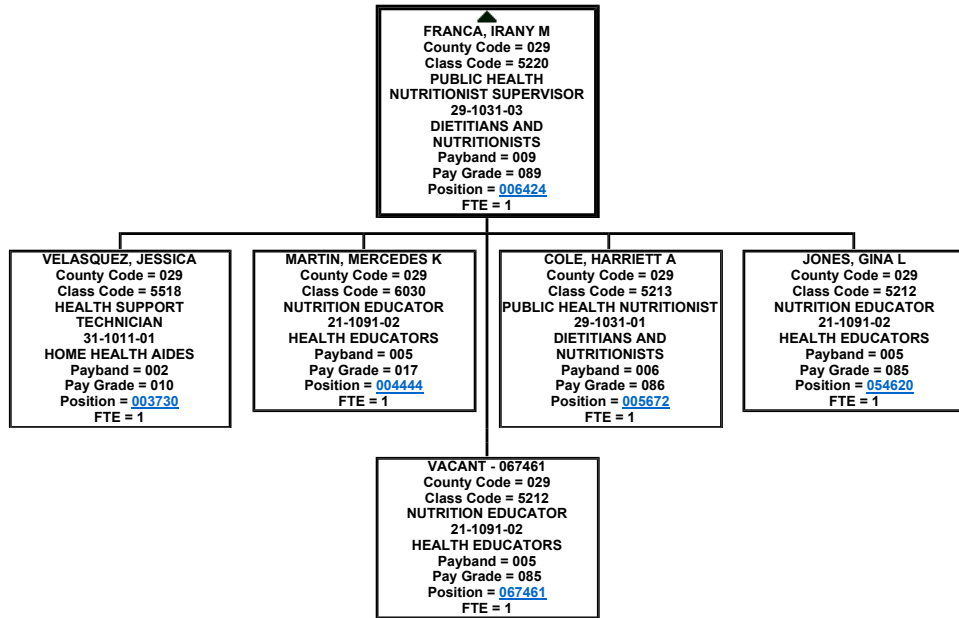 FRANCA, IRANY M
County Code = 029
Class Code = 5220
PUBLIC HEALTH
NUTRITIONIST SUPERVISOR
29-1031-03
DIETITIANS AND
NUTRITIONISTS
Payband = 009
Pay Grade = 089
Position = 006424
FTE = 1
VELASQUEZ, JESSICA
County Code = 029
Class Code = 5518
HEALTH SUPPORT
TECHNICIAN
31-1011-01
HOME HEALTH AIDES
Payband = 002
Pay Grade = 010
Position = 003730
FTE = 1
MARTIN, MERCEDES K
County Code = 029
Class Code = 6030
NUTRITION EDUCATOR
21-1091-02
HEALTH EDUCATORS
Payband = 005
Pay Grade = 017
Position = 004444
FTE = 1
COLE, HARRIETT A
County Code = 029
Class Code = 5213
PUBLIC HEALTH NUTRITIONIST
29-1031-01
DIETITIANS AND
NUTRITIONISTS
Payband = 006
Pay Grade = 086
Position = 005672
FTE = 1
JONES, GINA L
County Code = 029
Class Code = 5212
NUTRITION EDUCATOR
21-1091-02
HEALTH EDUCATORS
Payband = 005
Pay Grade = 085
Position = 054620
FTE = 1
VACANT - 067461
County Code = 029
Class Code = 5212
NUTRITION EDUCATOR
21-1091-02
HEALTH EDUCATORS
Payband = 005
Pay Grade = 085
Position = 067461
FTE = 1